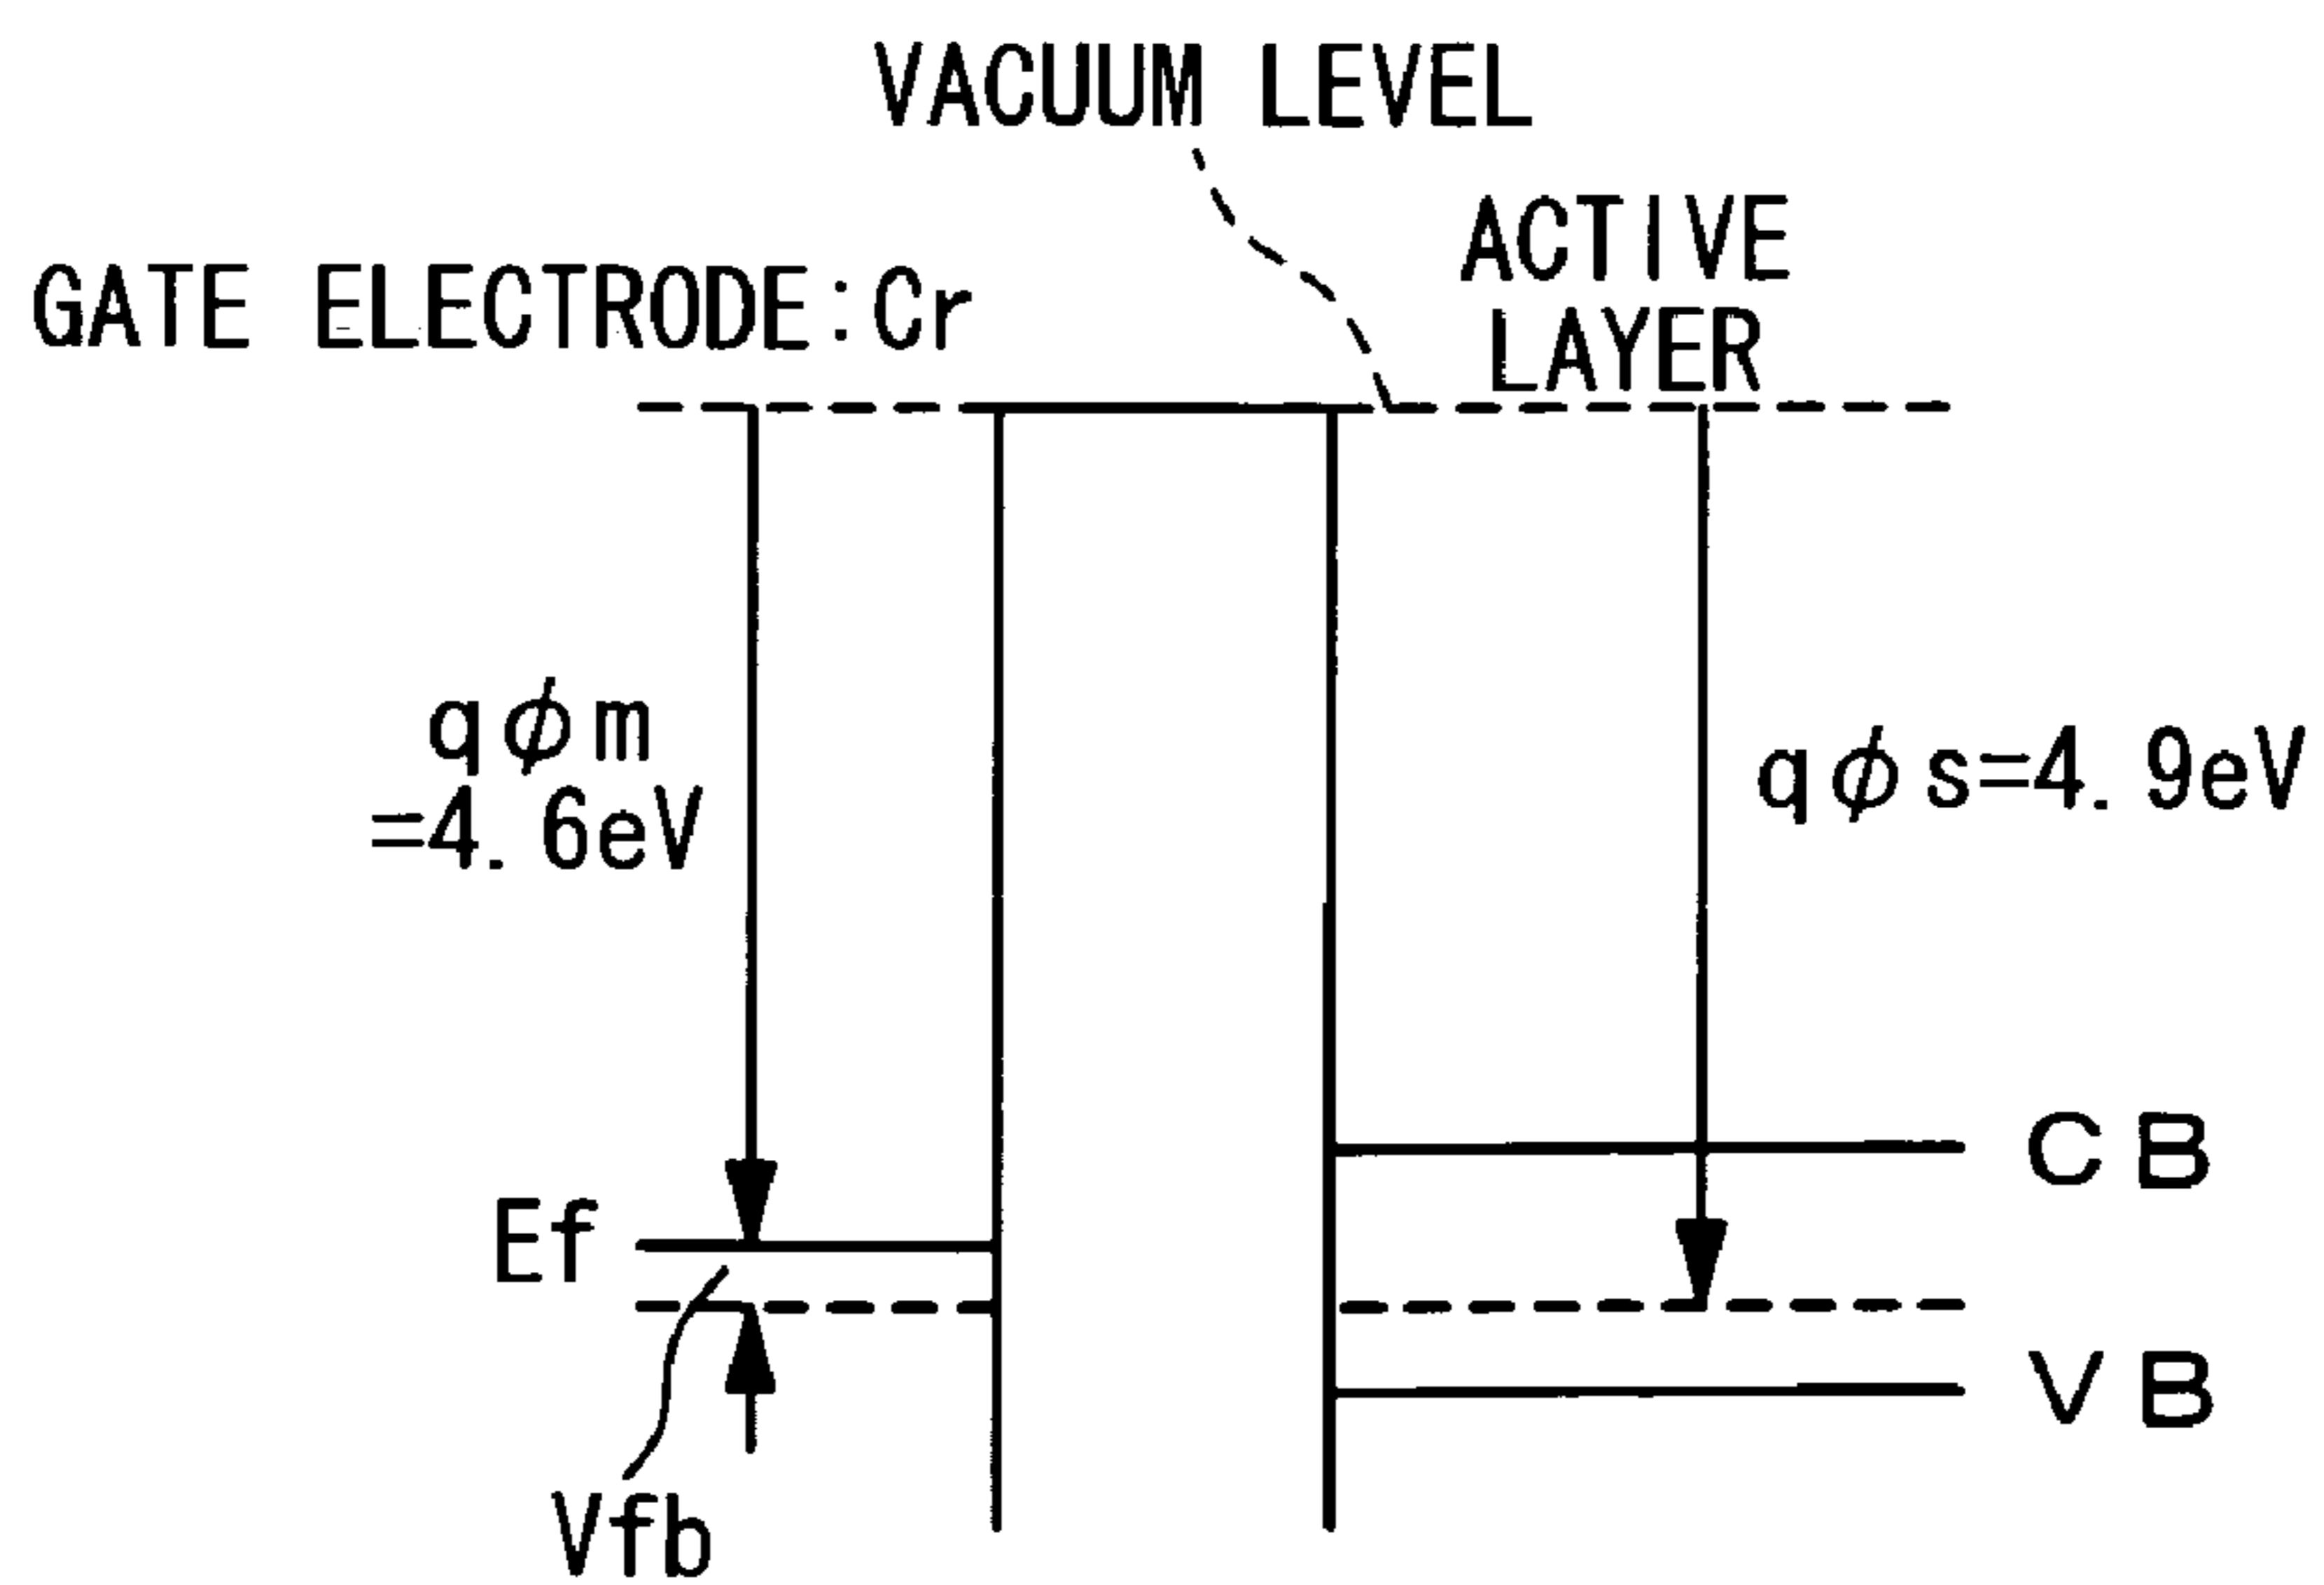 VACUUM LEVEL
ACTIVE
LAYER
GATE ELECTRODE:Cr
qϕm
=4.6eV
qϕs=4.9eV
CB
Ef
VB
Vfb